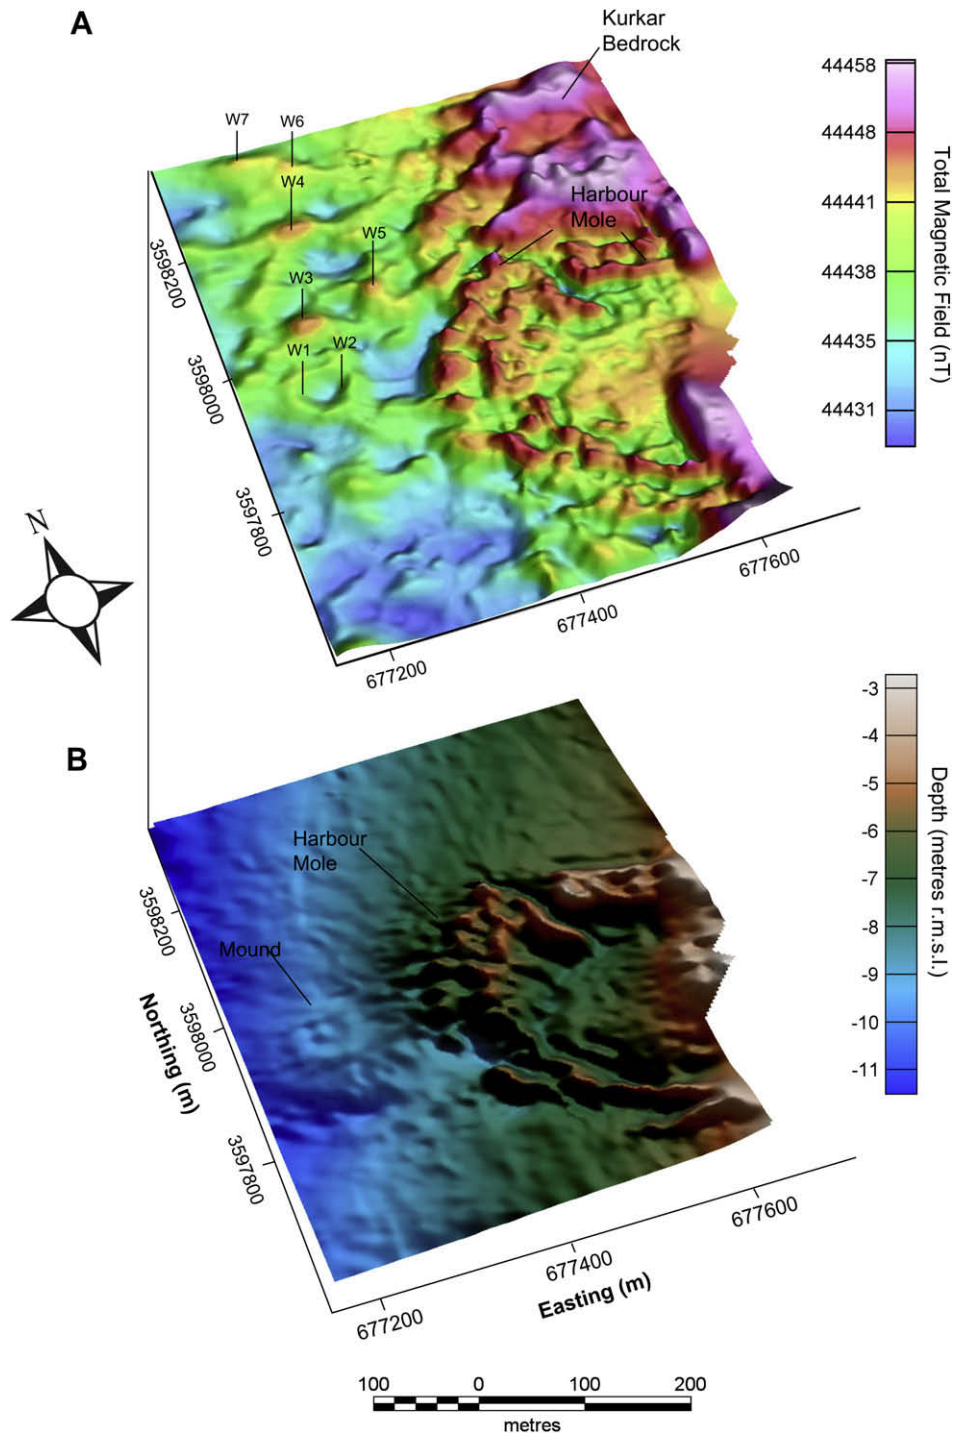 A
Kurkar
Bedrock
44458
44448
44441
44438
44435
44431
Total Magnetic Field (nT)
W7
W6
W4
W5
W3
W1
W2
Harbour
Mole
3598200
3598000
3597800
677200
677400
677600
N
B
Harbour
Mole
Mound
-3
-4
-5
-6
-7
-8
-9
-10
-11
Depth (metres r.m.s.l.)
3598200
3598000
3597800
Northing (m)
677200
677400
677600
Easting (m)
100 0 100 200
metres